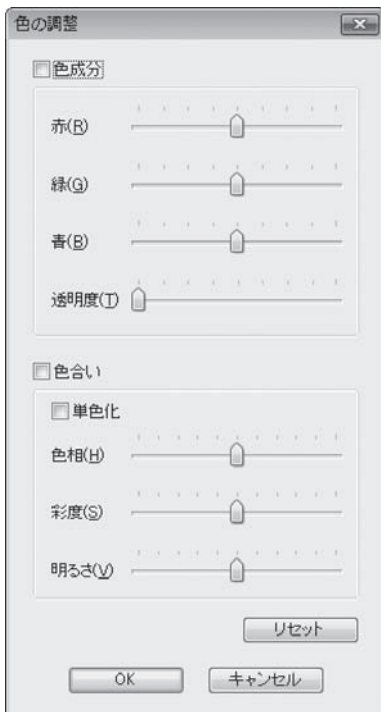 色の調整
色成分
赤(R)
緑(G)
青(B)
透明度(T)
色合い
単色化
色相(H)
彩度(S)
明るさ(V)
リセット
OK
キャンセル